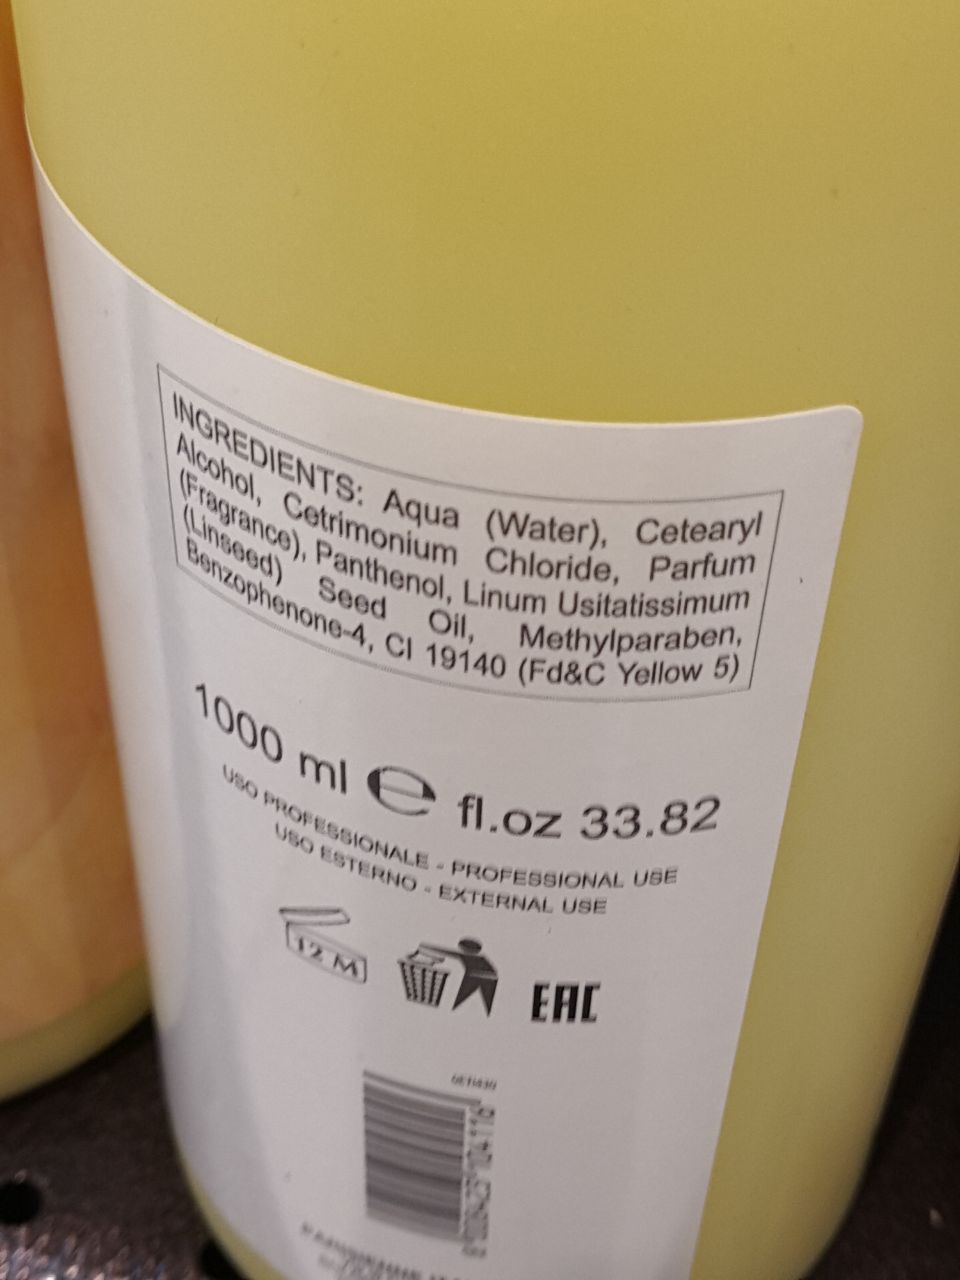 INGREDIENTS: Aqua (Water), Cetearyl
Alcohol, Cetrimonium Chloride, Parfum
(Fragrance), Panthenol, Linum Usitatissimum
(Linseed) Seed Oil, Methylparaben,
Benzophenone-4, CI 19140 (Fd&C Yellow 5)
1000 ml e fl.oz 33.82
USO PROFESSIONALE - PROFESSIONAL USE
USO ESTERNO - EXTERNAL USE
12 M
EAC